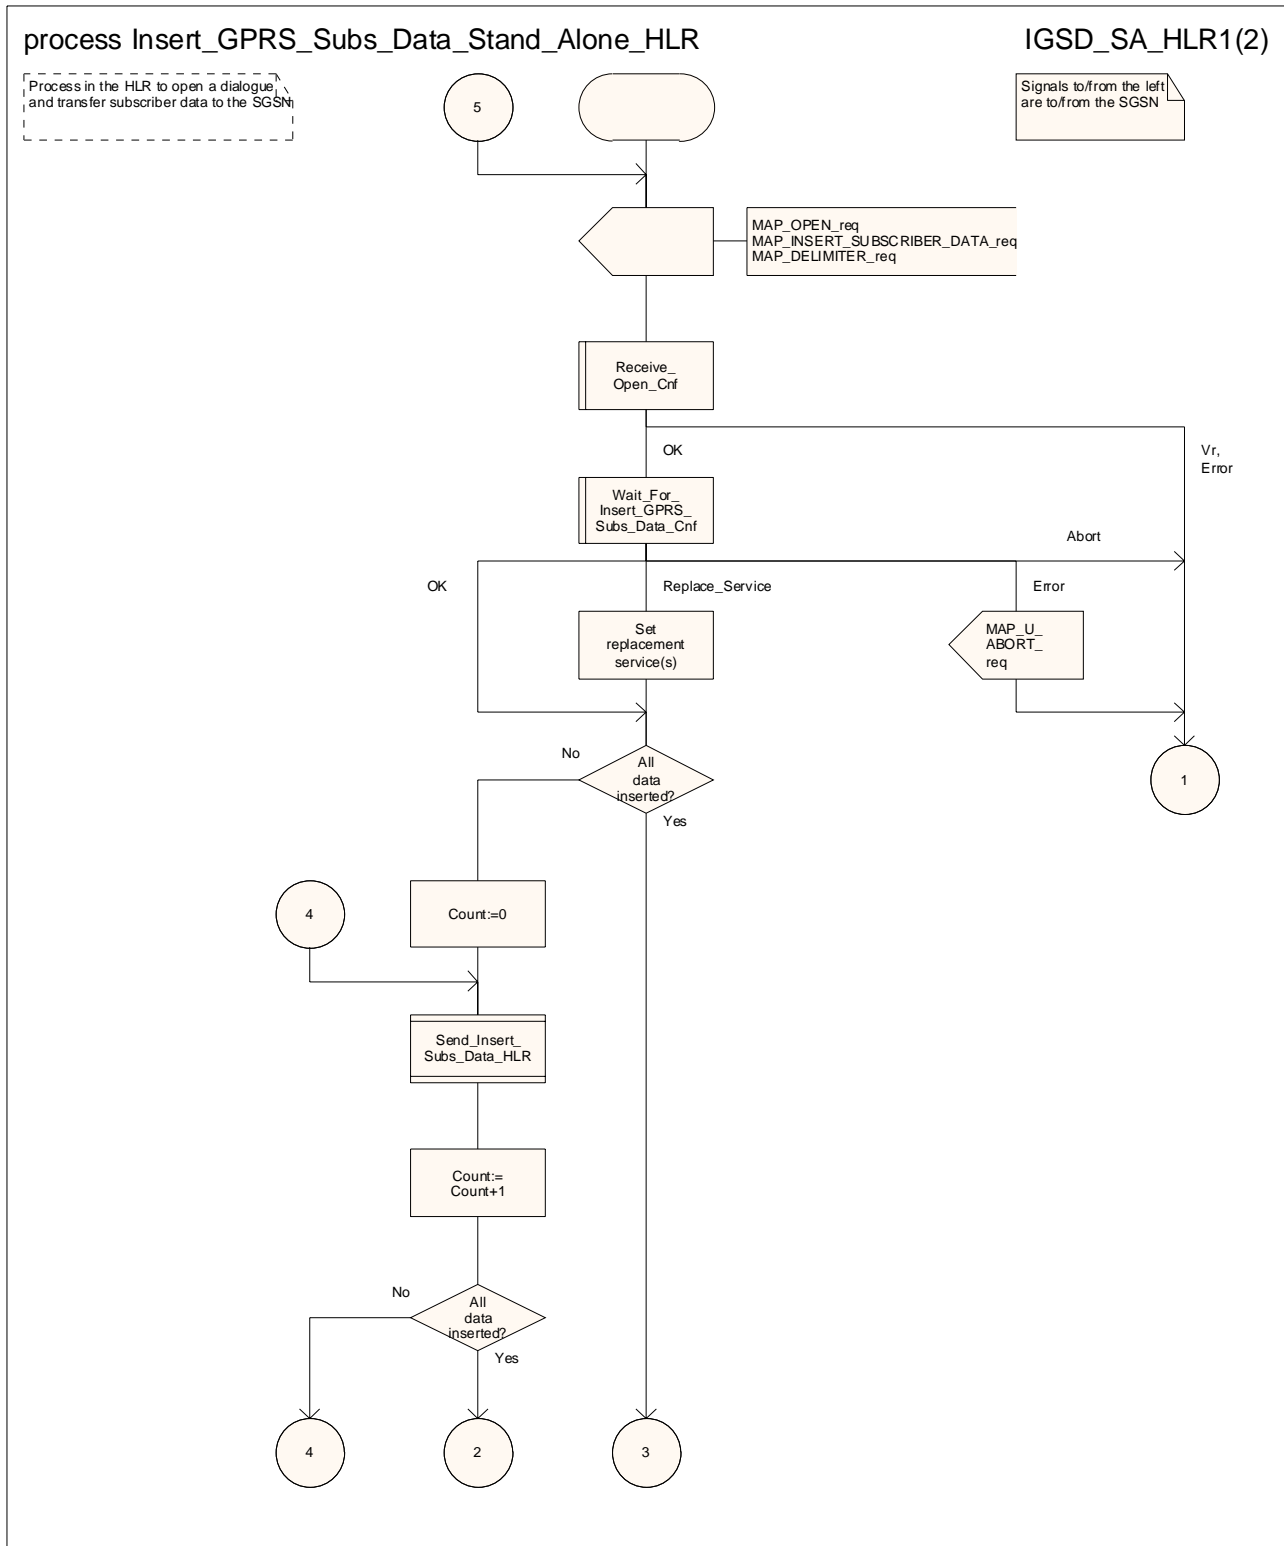 process Insert_GPRS_Subs_Data_Stand_Alone_HLR
IGSD_SA_HLR1(2)
Process in the HLR to open a dialogue
and transfer subscriber data to the SGSN
5
Signals to/from the left
are to/from the SGSN
MAP_OPEN_req
MAP_INSERT_SUBSCRIBER_DATA_req
MAP_DELIMITER_req
Receive_
Open_Cnf
OK
Vr,
Error
Wait_For_
Insert_GPRS_
Subs_Data_Cnf
Abort
OK
Replace_Service
Error
Set
replacement
service(s)
MAP_U_
ABORT_
req
No
All
data
inserted?
Yes
1
4
Count:=0
Send_Insert_
Subs_Data_HLR
Count:=
Count+1
No
All
data
inserted?
Yes
4
2
3